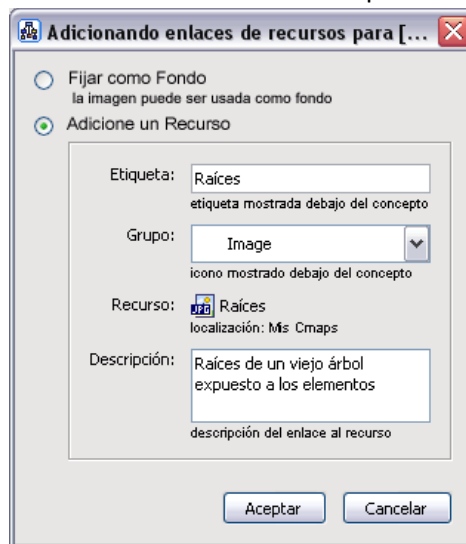 Adicionando enlaces de recursos para [...
Fijar como Fondo
la imagen puede ser usada como fondo
Adicione un Recurso
Etiqueta: Raíces
etiqueta mostrada debajo del concepto
Grupo: Image
icono mostrado debajo del concepto
Recurso: JPG Raíces
localización: Mis Cmaps
Descripción: Raíces de un viejo árbol
expuesto a los elementos
descripción del enlace al recurso
Aceptar Cancelar